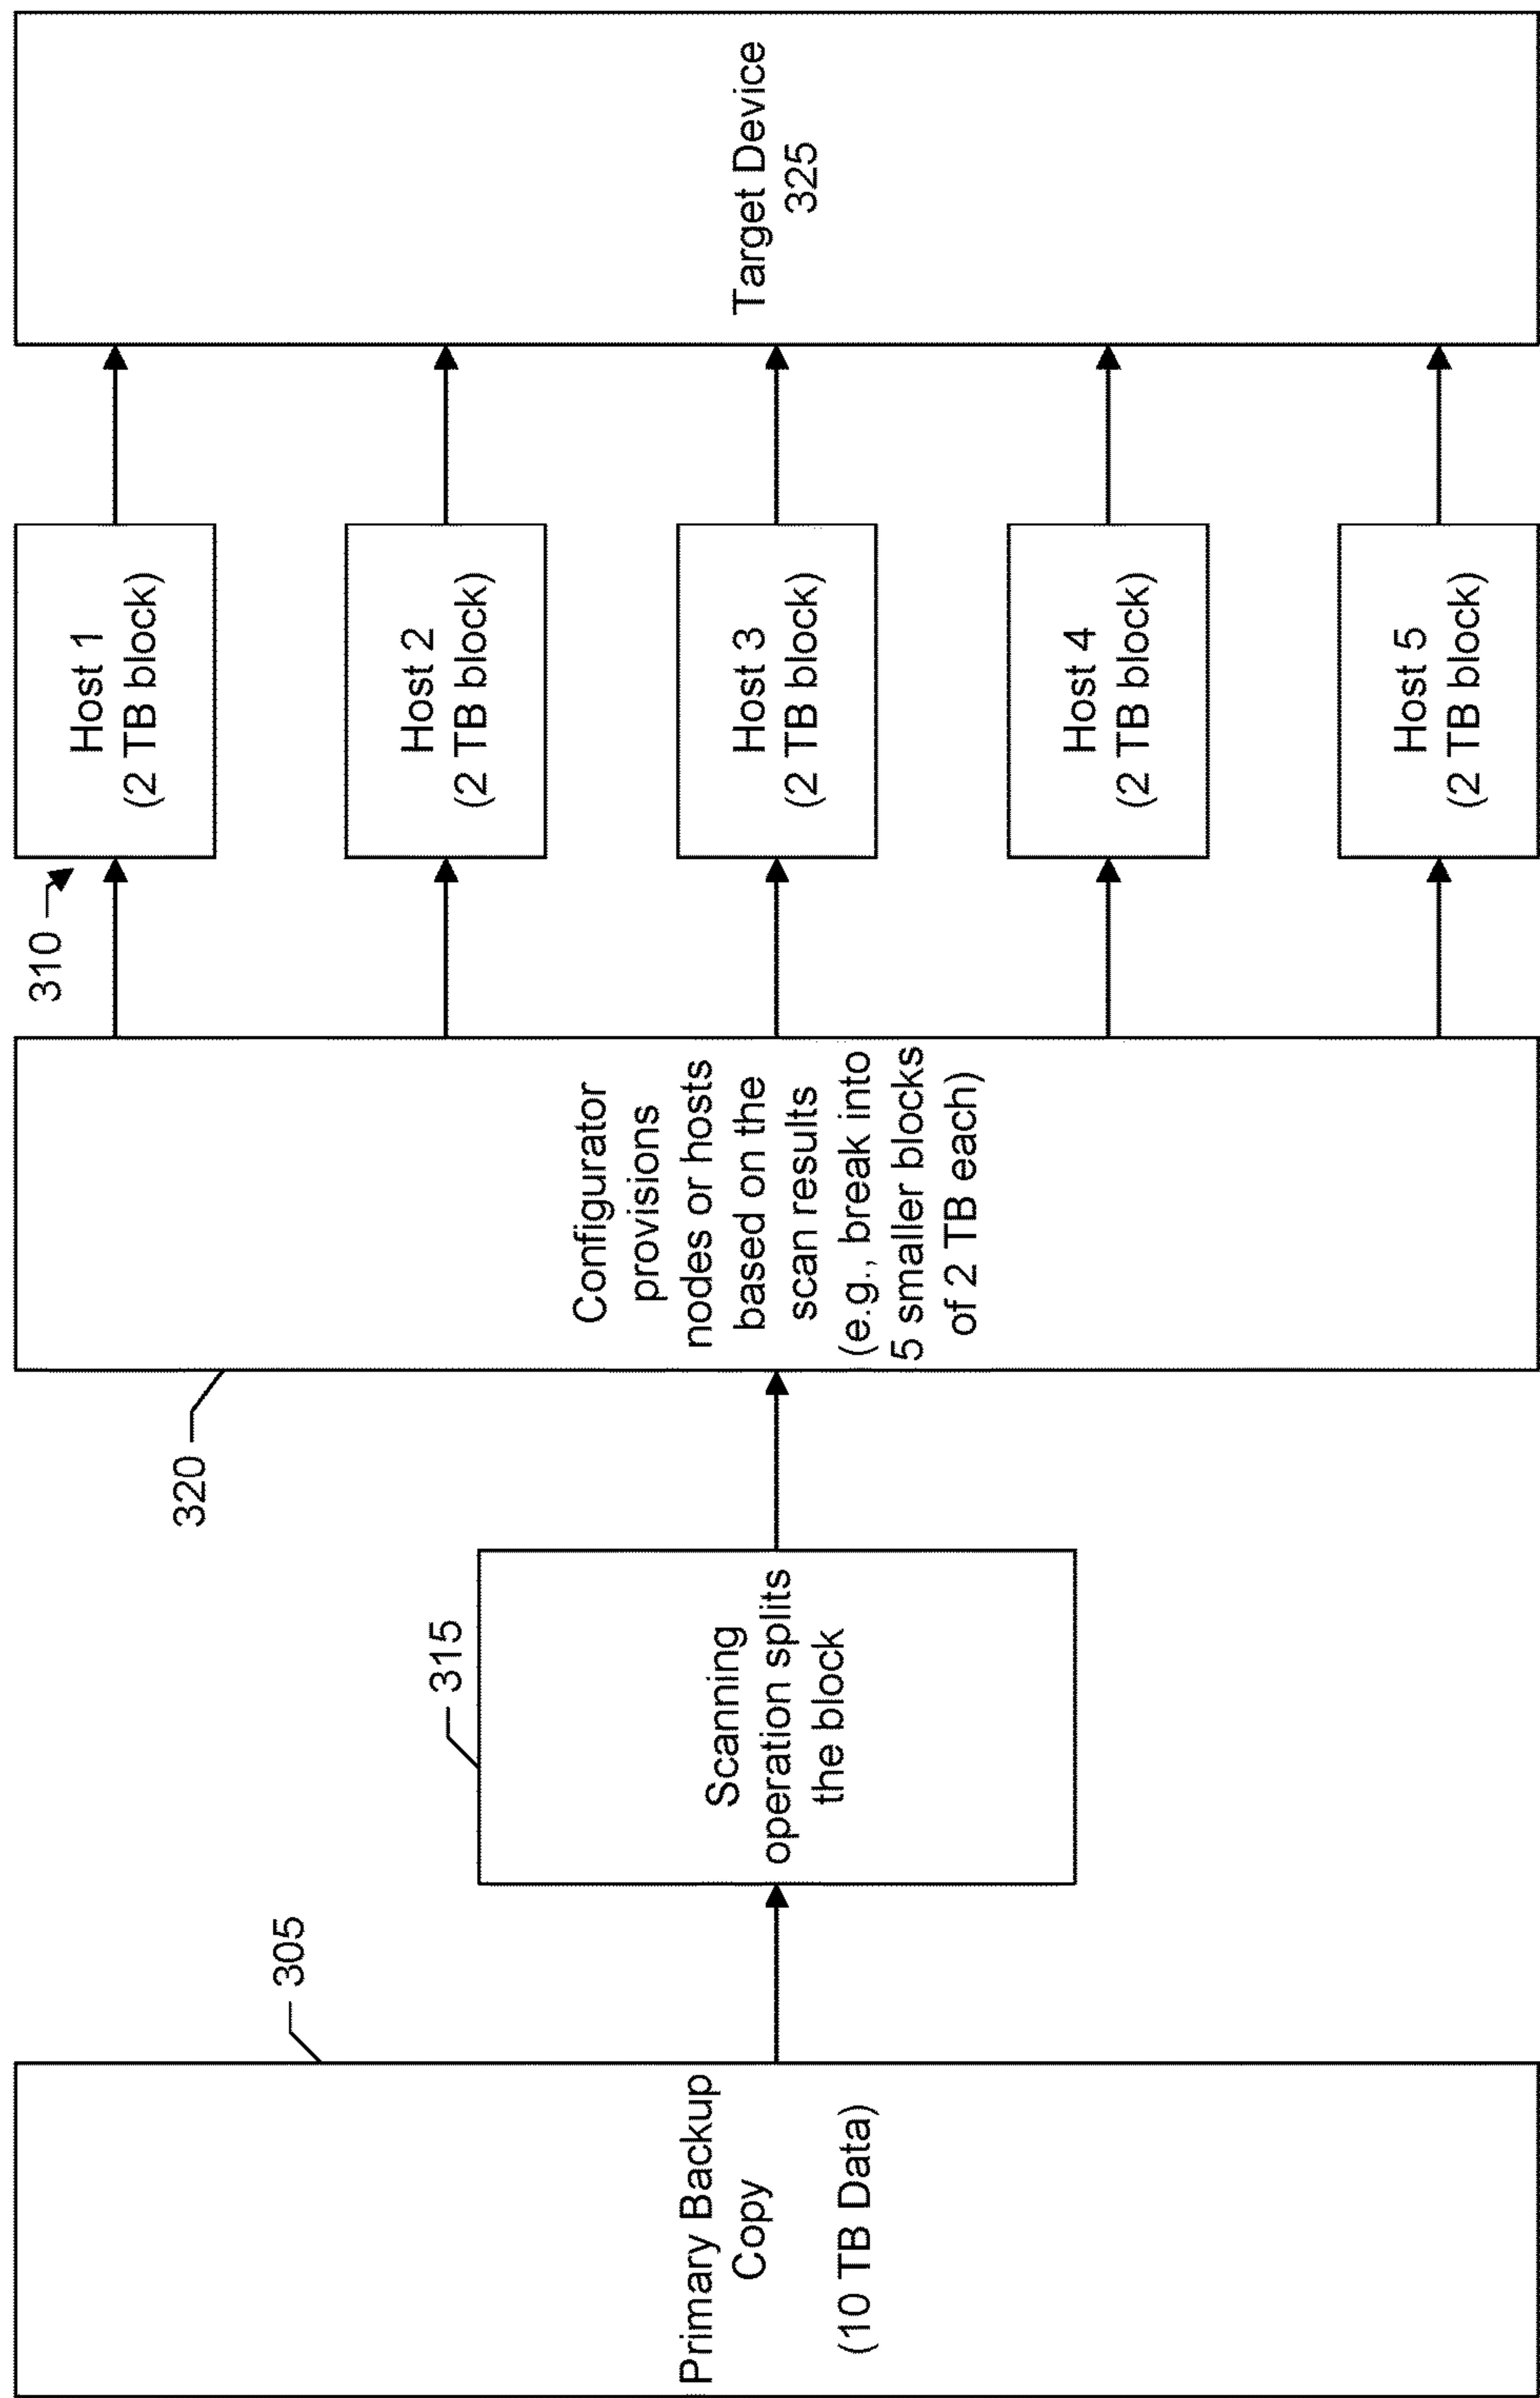 305
Primary Backup
Copy
(10 TB Data)
315
Scanning
operation splits
the block
320
Configurator
provisions
nodes or hosts
based on the
scan results
(e.g., break into
5 smaller blocks
of 2 TB each)
310
Host 1
(2 TB block)
Host 2
(2 TB block)
Host 3
(2 TB block)
Host 4
(2 TB block)
Host 5
(2 TB block)
Target Device
325